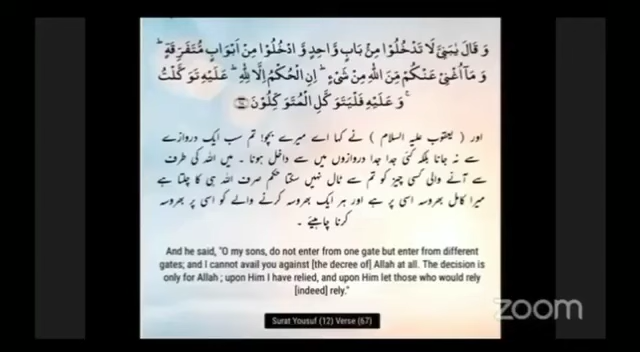 وَ قَالَ يٰبَنِيَّ لَا تَدْخُلُوْا مِنْۢ بَابٍ وَّاحِدٍ وَّ ادْخُلُوْا مِنْ اَبْوَابٍ مُّتَفَرِّقَةٍ ؕ
وَ مَاۤ اُغْنِيْ عَنْكُمْ مِّنَ اللّٰهِ مِنْ شَيْءٍ ؕ اِنِ الْحُكْمُ اِلَّا لِلّٰهِ ؕ عَلَيْهِ تَوَكَّلْتُ
ۚ وَ عَلَيْهِ فَلْيَتَوَكَّلِ الْمُتَوَكِّلُوْنَ
اور ( یعقوب علیہ السلام ) نے کہا اے میرے بچو! تم سب ایک دروازے
سے نہ جانا بلکہ کئی جدا جدا دروازوں میں سے داخل ہونا ۔ میں اللہ کی طرف
سے آنے والی کسی چیز کو تم سے ٹال نہیں سکتا حکم صرف اللہ ہی کا چلتا ہے
میرا کامل بھروسہ اسی پر ہے اور ہر ایک بھروسہ کرنے والے کو اسی پر بھروسہ
کرنا چاہیئے ۔
And he said, "O my sons, do not enter from one gate but enter from different
gates; and I cannot avail you against [the decree of] Allah at all. The decision is
only for Allah ; upon Him I have relied, and upon Him let those who would rely
[indeed] rely."
Surat Yousuf (12) Verse (67)
zoom